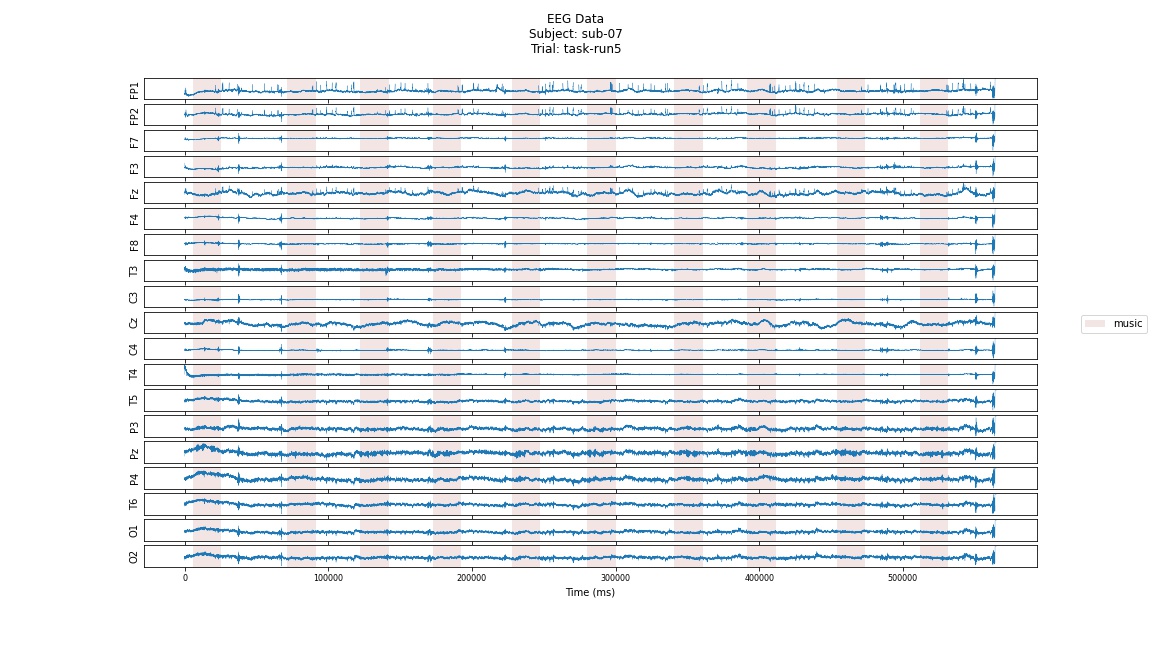 EEG Data
Subject: sub-07
Trial: task-run5
FP1
FP2
F7
F3
Fz
F4
F8
T3
C3
Cz
C4
T4
T5
P3
Pz
P4
T6
O1
O2
music
0 100000 200000 300000 400000 500000
Time (ms)